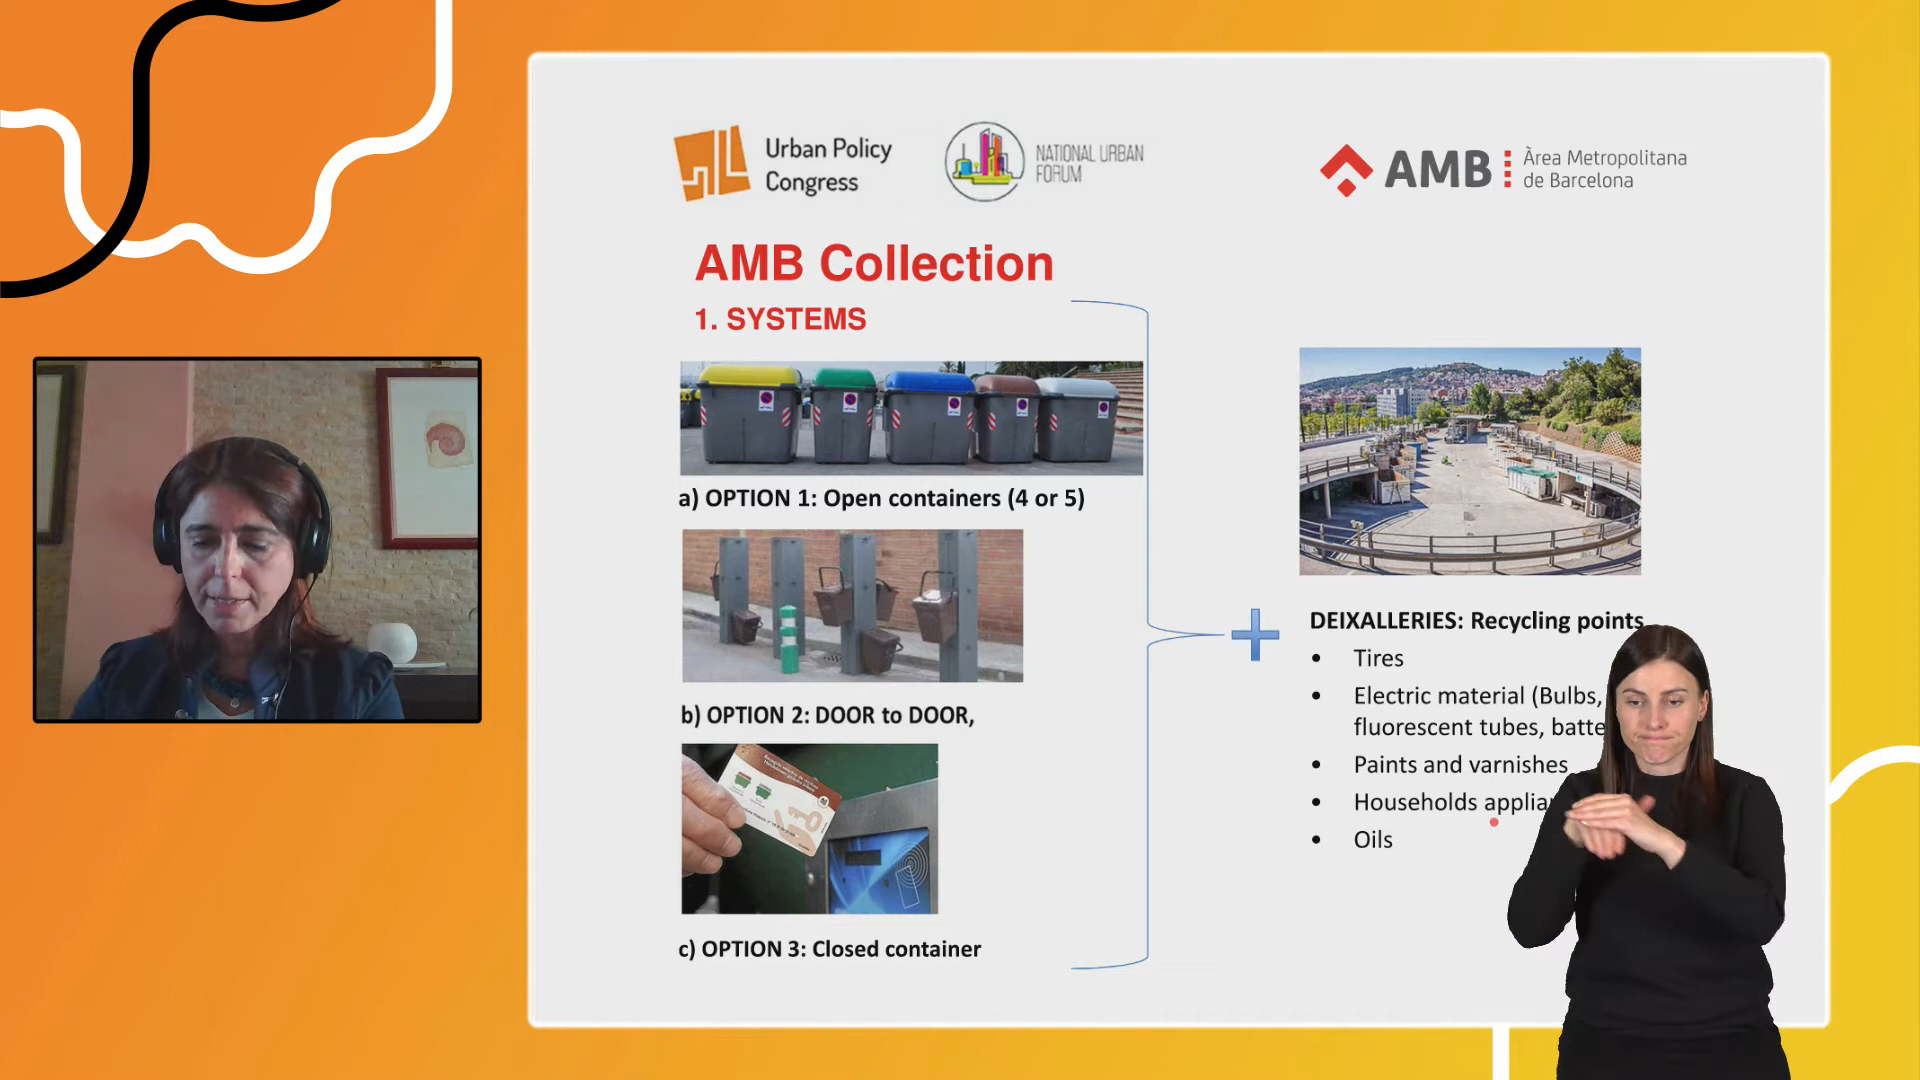 Urban Policy
Congress
NATIONAL URBAN
FORUM
AMB
Àrea Metropolitana
de Barcelona
AMB Collection
1. SYSTEMS
a) OPTION 1: Open containers (4 or 5)
b) OPTION 2: DOOR to DOOR,
c) OPTION 3: Closed container
DEIXALLERIES: Recycling points
• Tires
• Electric material (Bulbs,
fluorescent tubes, batte
• Paints and varnishes
• Households applia
• Oils